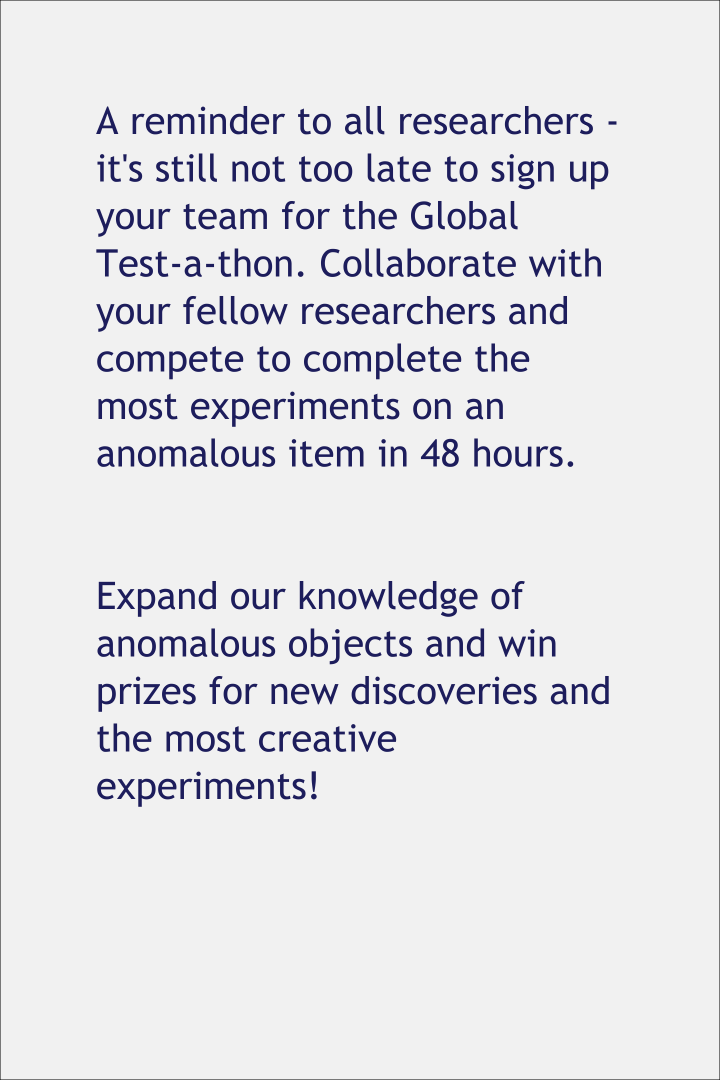 A reminder to all researchers -
it's still not too late to sign up
your team for the Global
Test-a-thon. Collaborate with
your fellow researchers and
compete to complete the
most experiments on an
anomalous item in 48 hours.
Expand our knowledge of
anomalous objects and win
prizes for new discoveries and
the most creative
experiments!